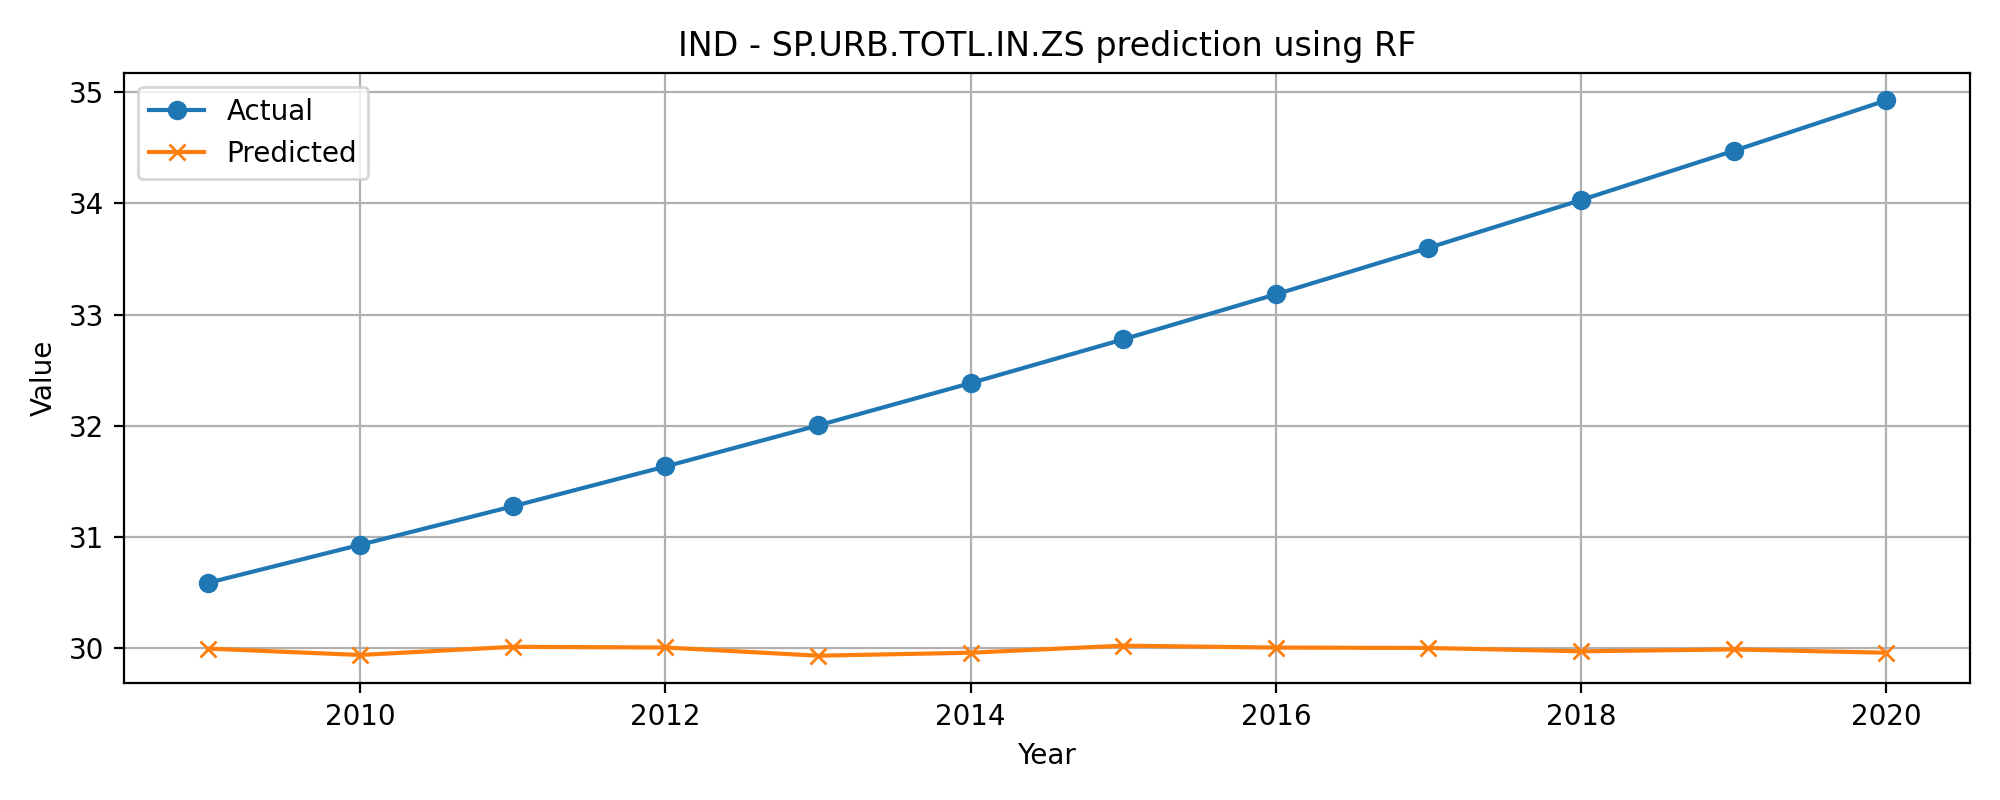 IND - SP.URB.TOTL.IN.ZS prediction using RF
Actual
Predicted
Value
35
34
33
32
31
30
2010 2012 2014 2016 2018 2020
Year